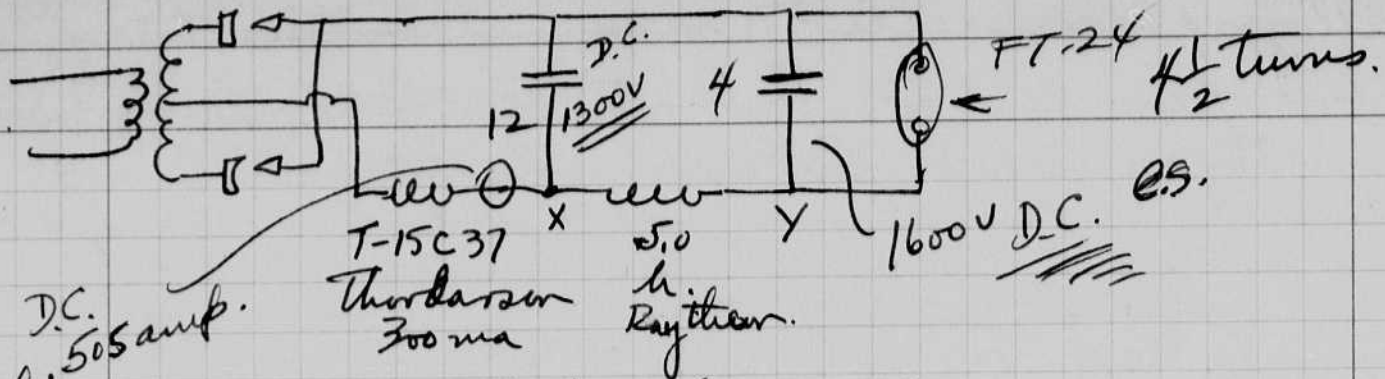 D.C.
1300V
12
4
FT-24 4 1/2 turns.
e.s.
X
Y
1600V D.C.
T-15C37
Thordarson
300 ma
5.0
h.
Raytheon.
D.C.
.505 amp.